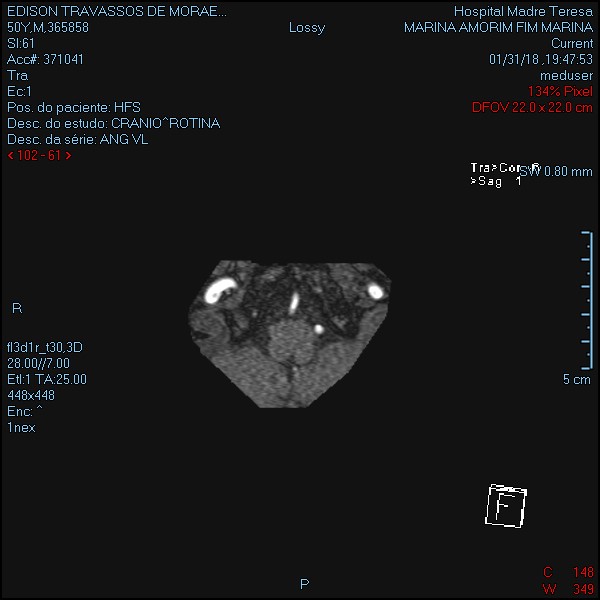 EDISON TRAVASSOS DE MORAE...
50Y,M,365858
Sl:61
Acc#: 371041
Tra
Ec:1
Pos. do paciente: HFS
Desc. do estudo: CRANIO^ROTINA
Desc. da série: ANG VL
< 102 - 61 >
Lossy
Hospital Madre Teresa
MARINA AMORIM FIM MARINA
Current
01/31/18 ,19:47:53
meduser
134% Pixel
DFOV 22.0 x 22.0 cm
Tra>Cor
SW 0.80 mm
>Sag 1
R
fl3d1r_t30,3D
28.00//7.00
Etl:1 TA:25.00
448x448
Enc: ^
1nex
5 cm
F
P
C 148
W 349